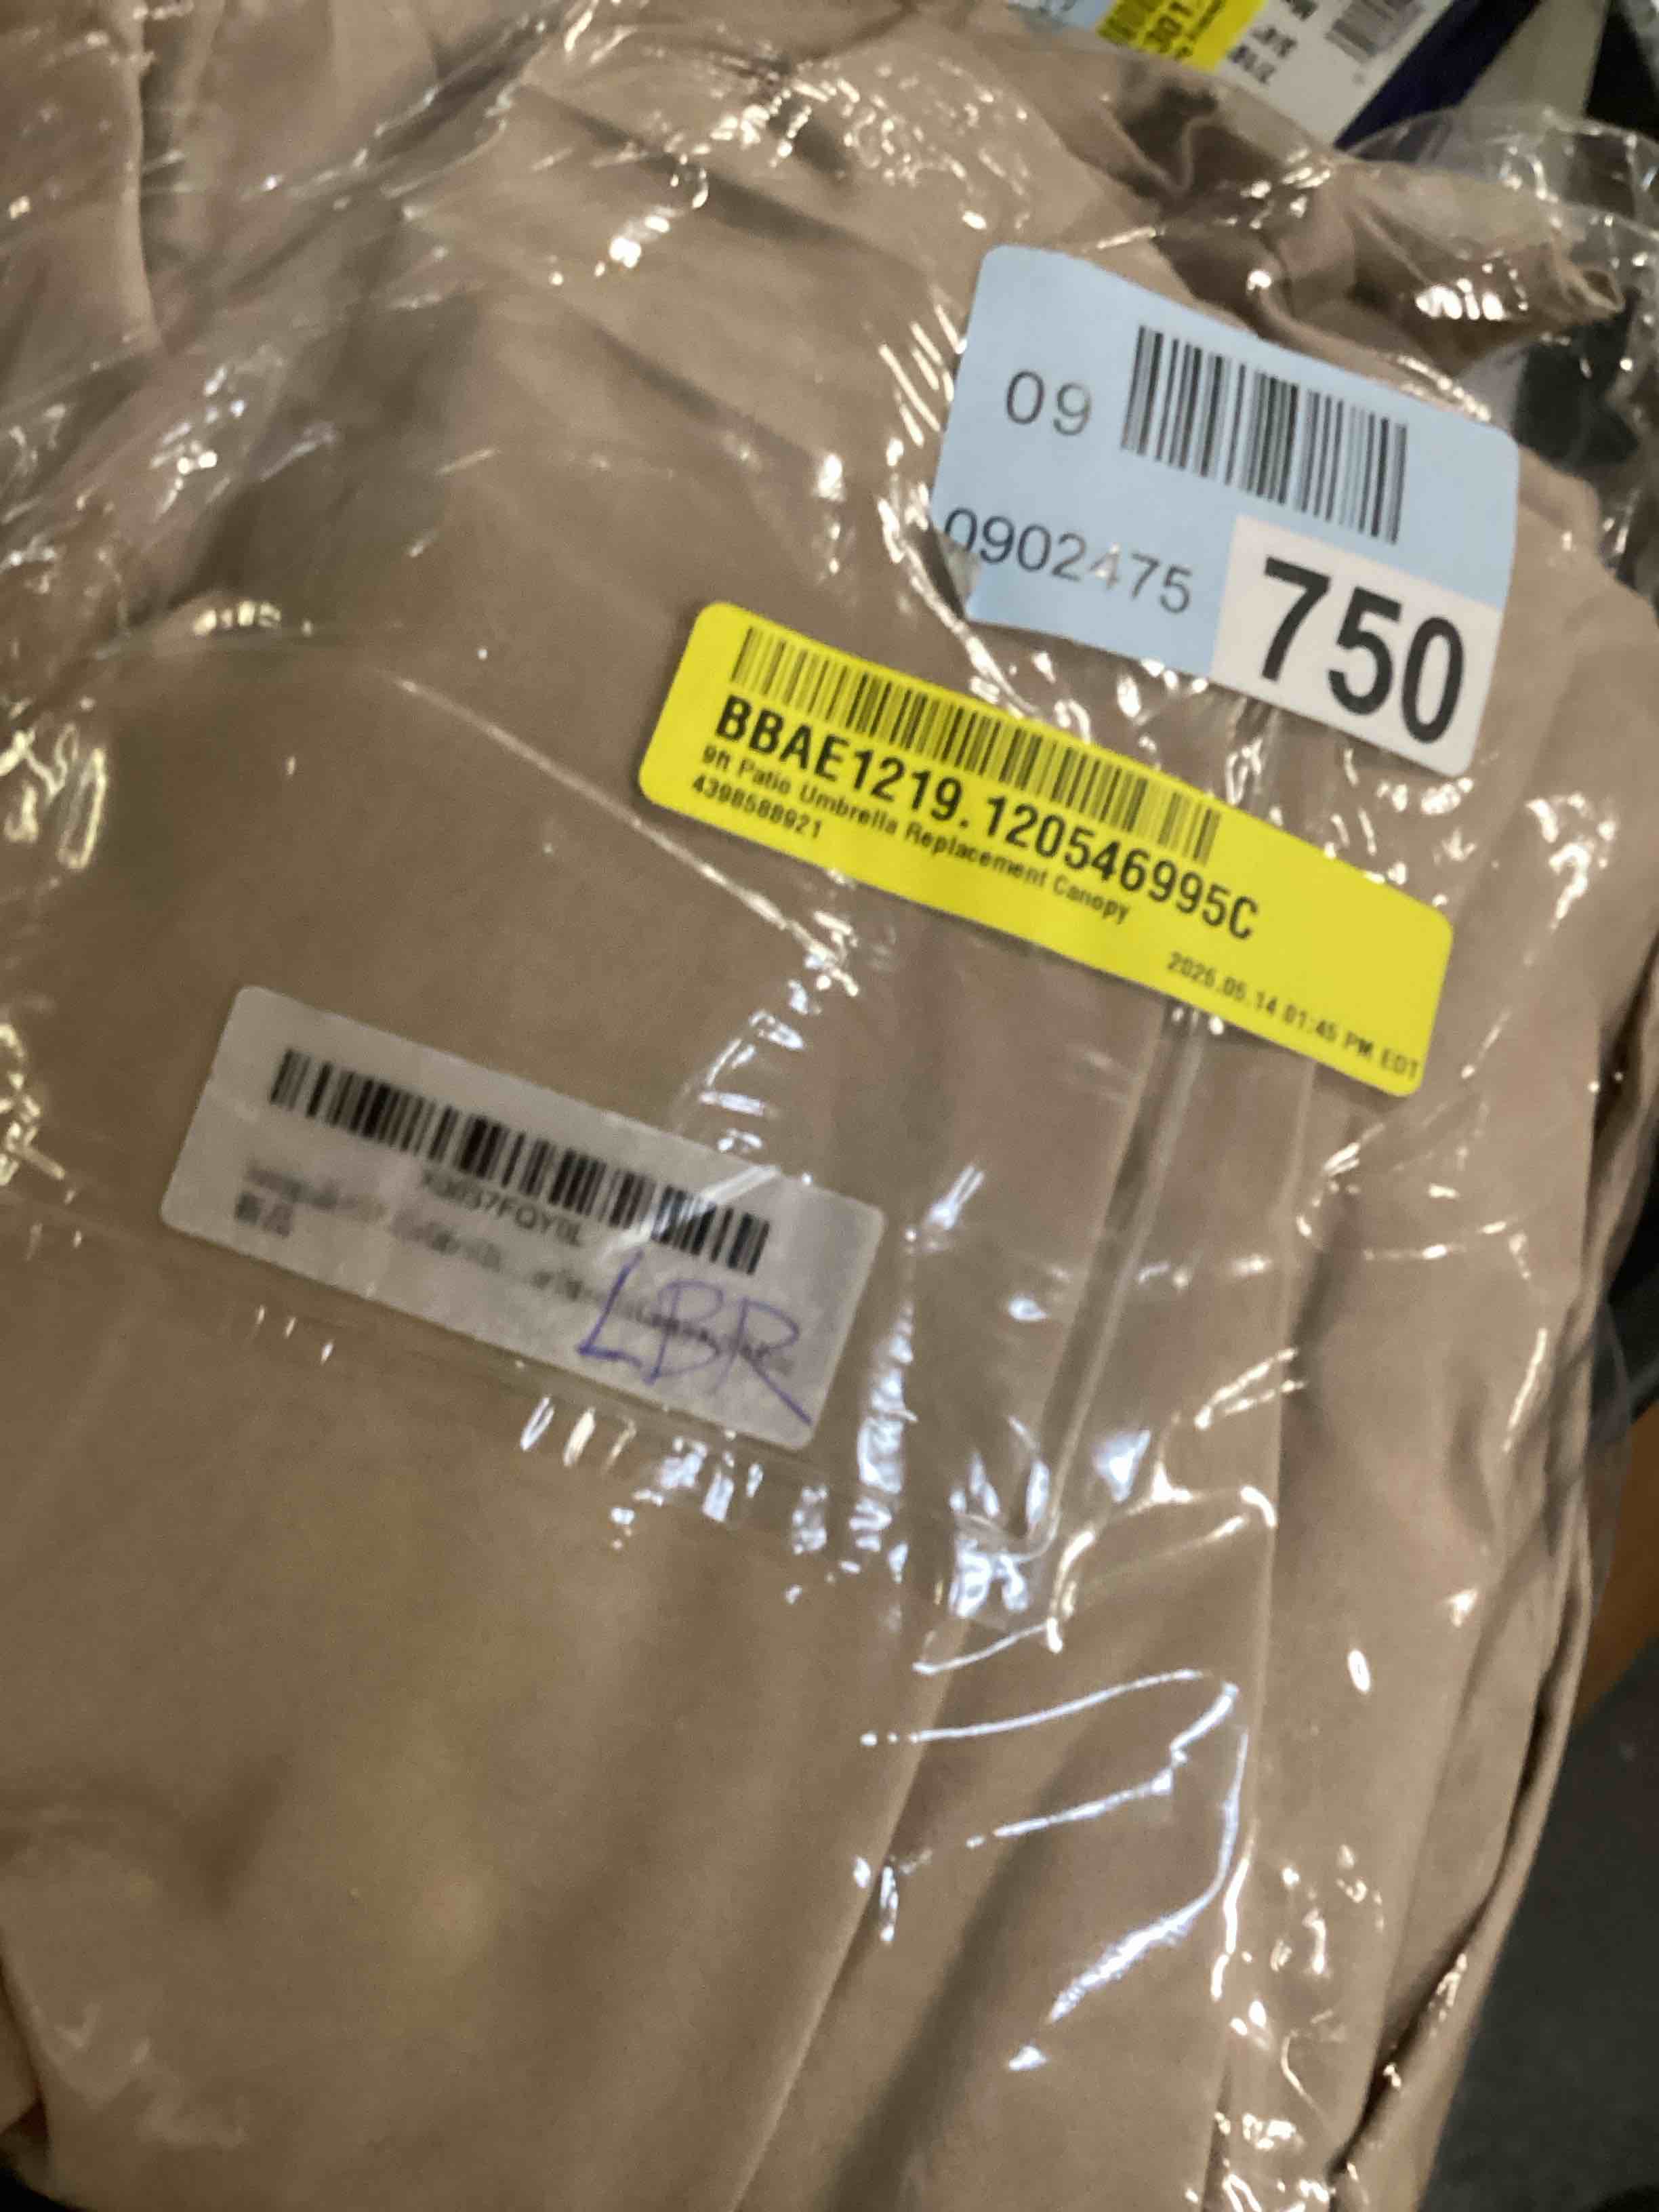 301.
09
0902475
750
BBAE1219.120546995C
9ft Patio Umbrella Replacement Canopy
4398588921
2025.05.14 01:45 PM EDT
LBR